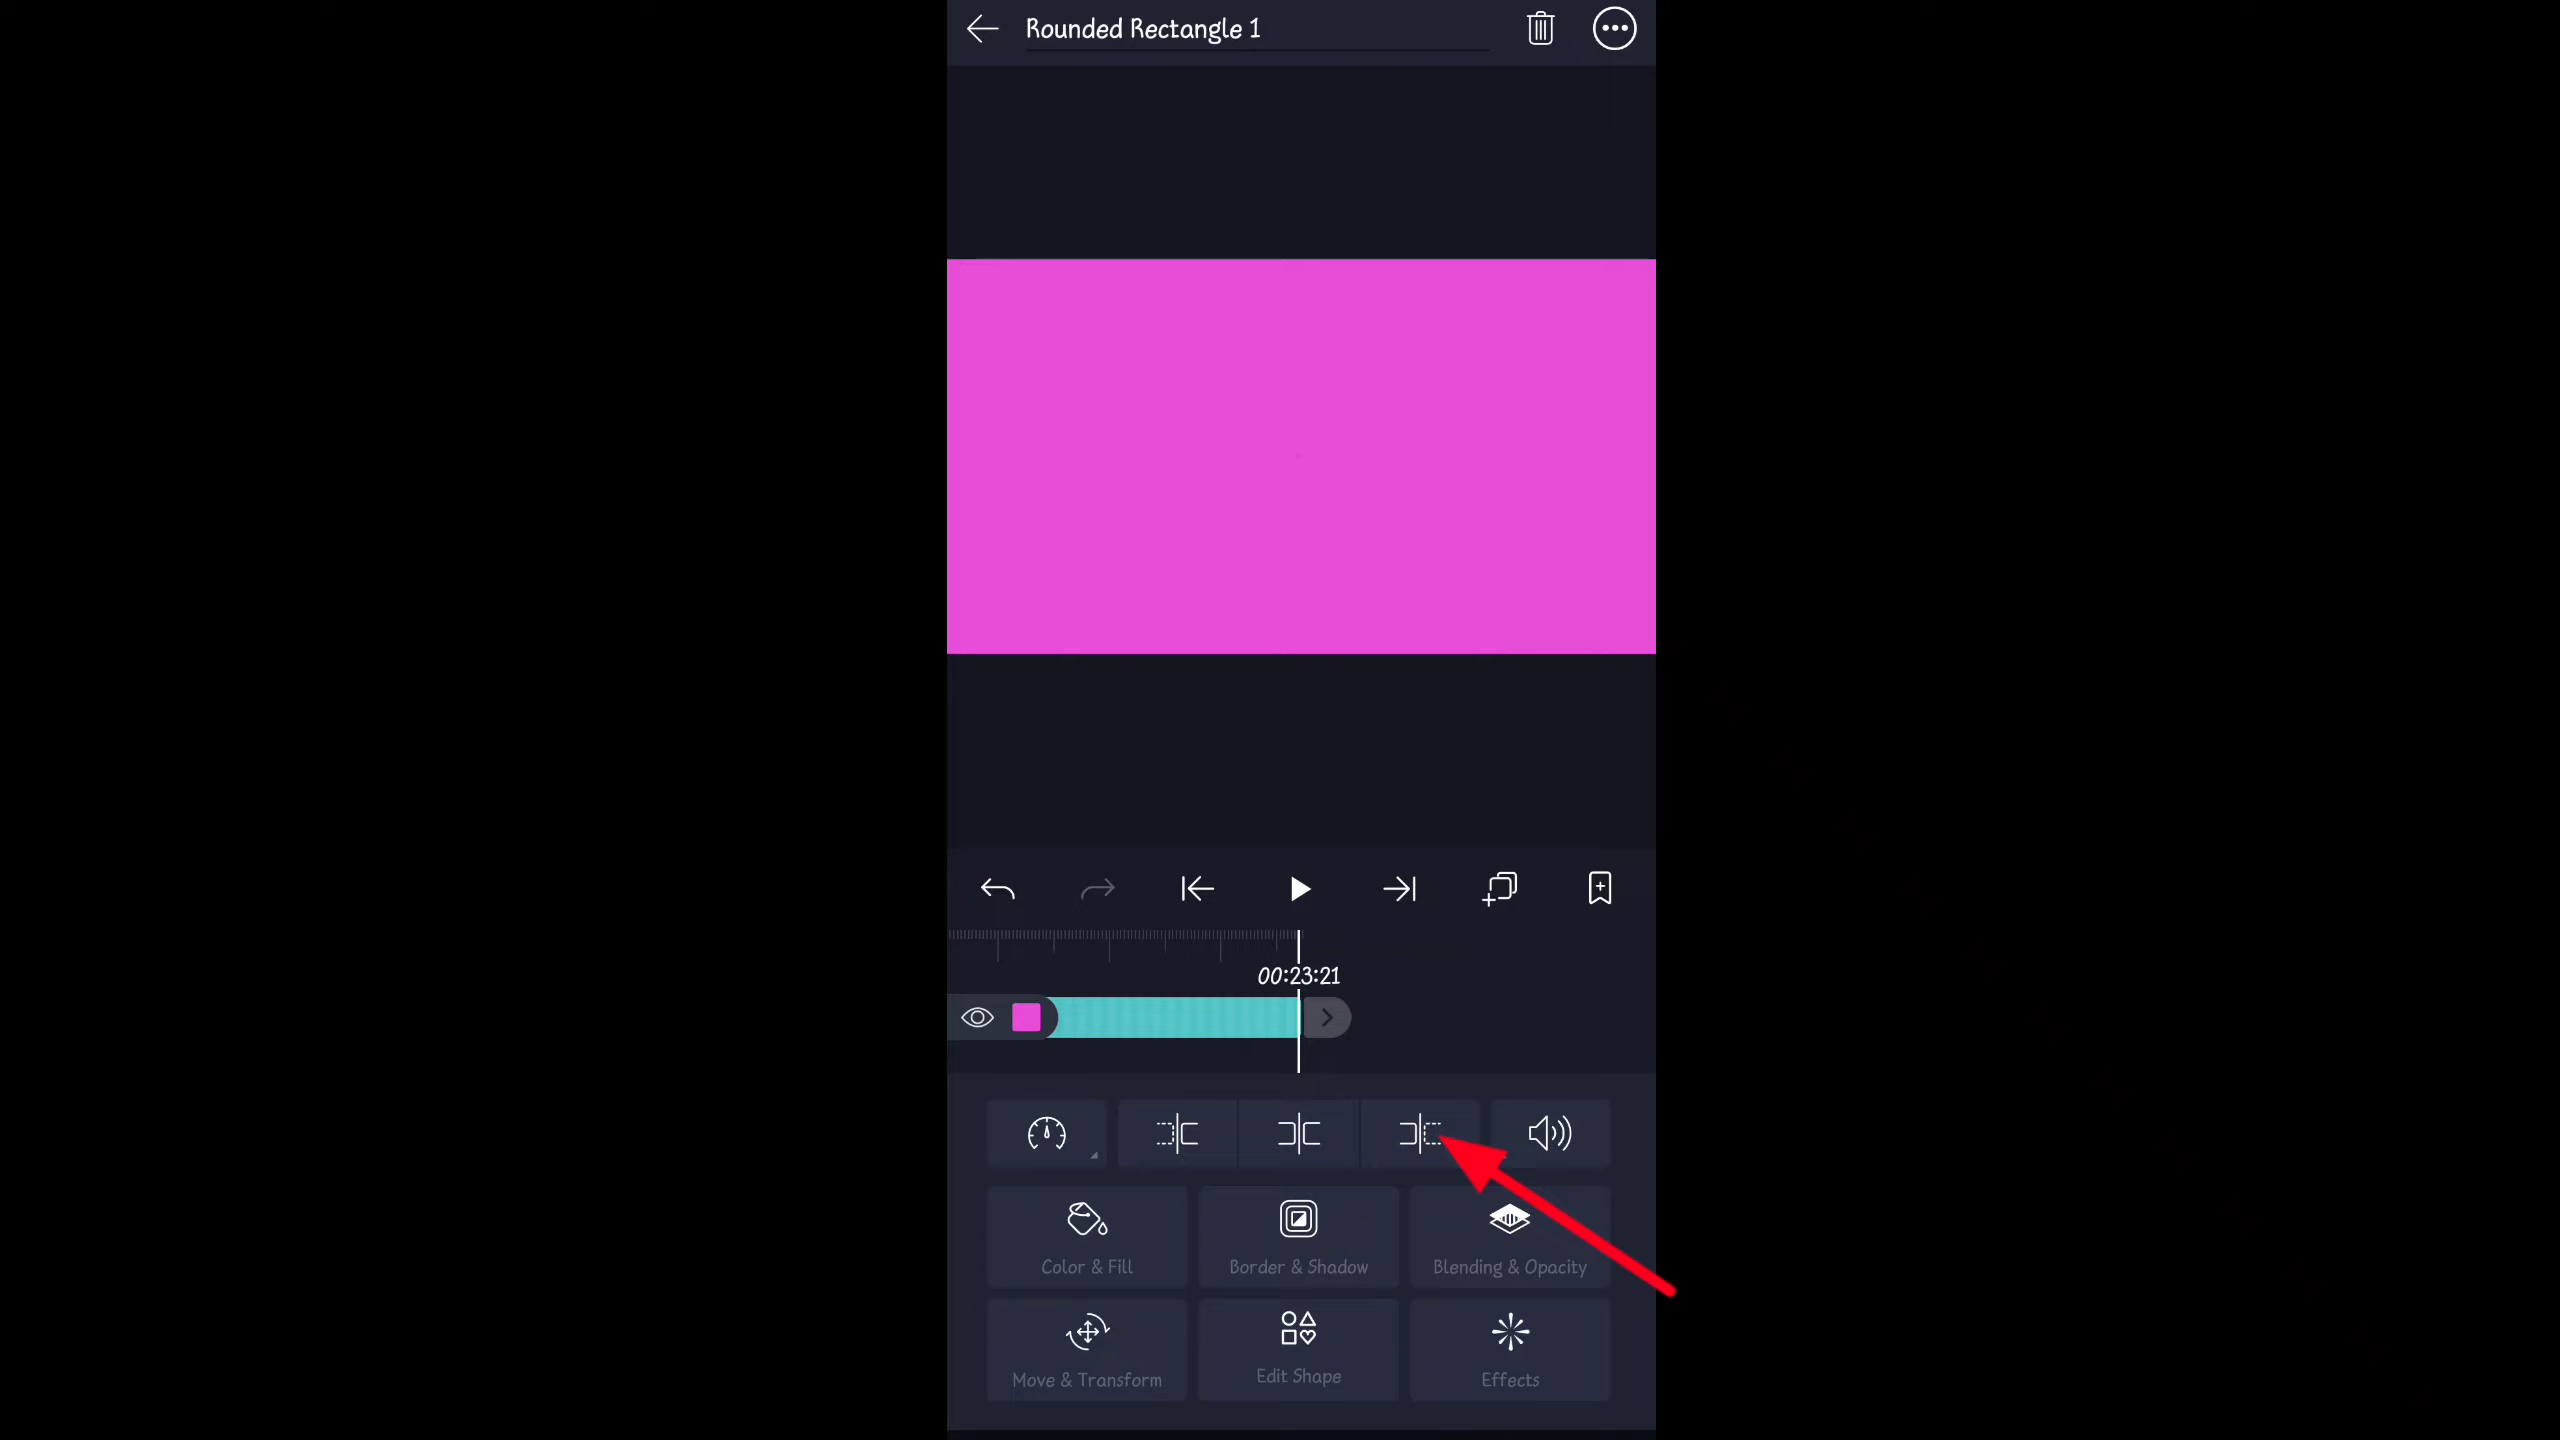 Rounded Rectangle 1
00:23:21
Color & Fill
Border & Shadow
Blending & Opacity
Move & Transform
Edit Shape
Effects